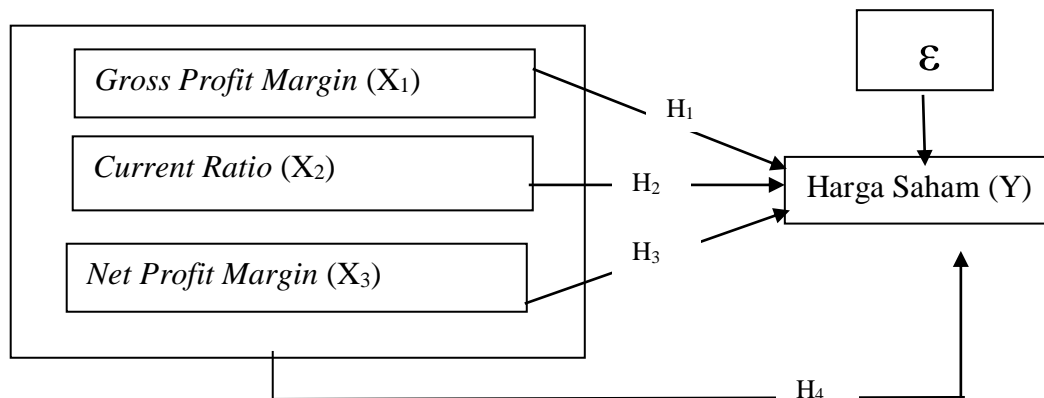 Gross Profit Margin (X₁)
Current Ratio (X₂)
Net Profit Margin (X₃)
H₁
H₂
H₃
H₄
ε
Harga Saham (Y)